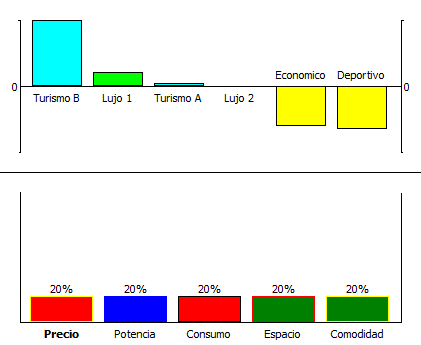 Economico Deportivo
0 0
Turismo B Lujo 1 Turismo A Lujo 2
20% 20% 20% 20% 20%
Precio Potencia Consumo Espacio Comodidad